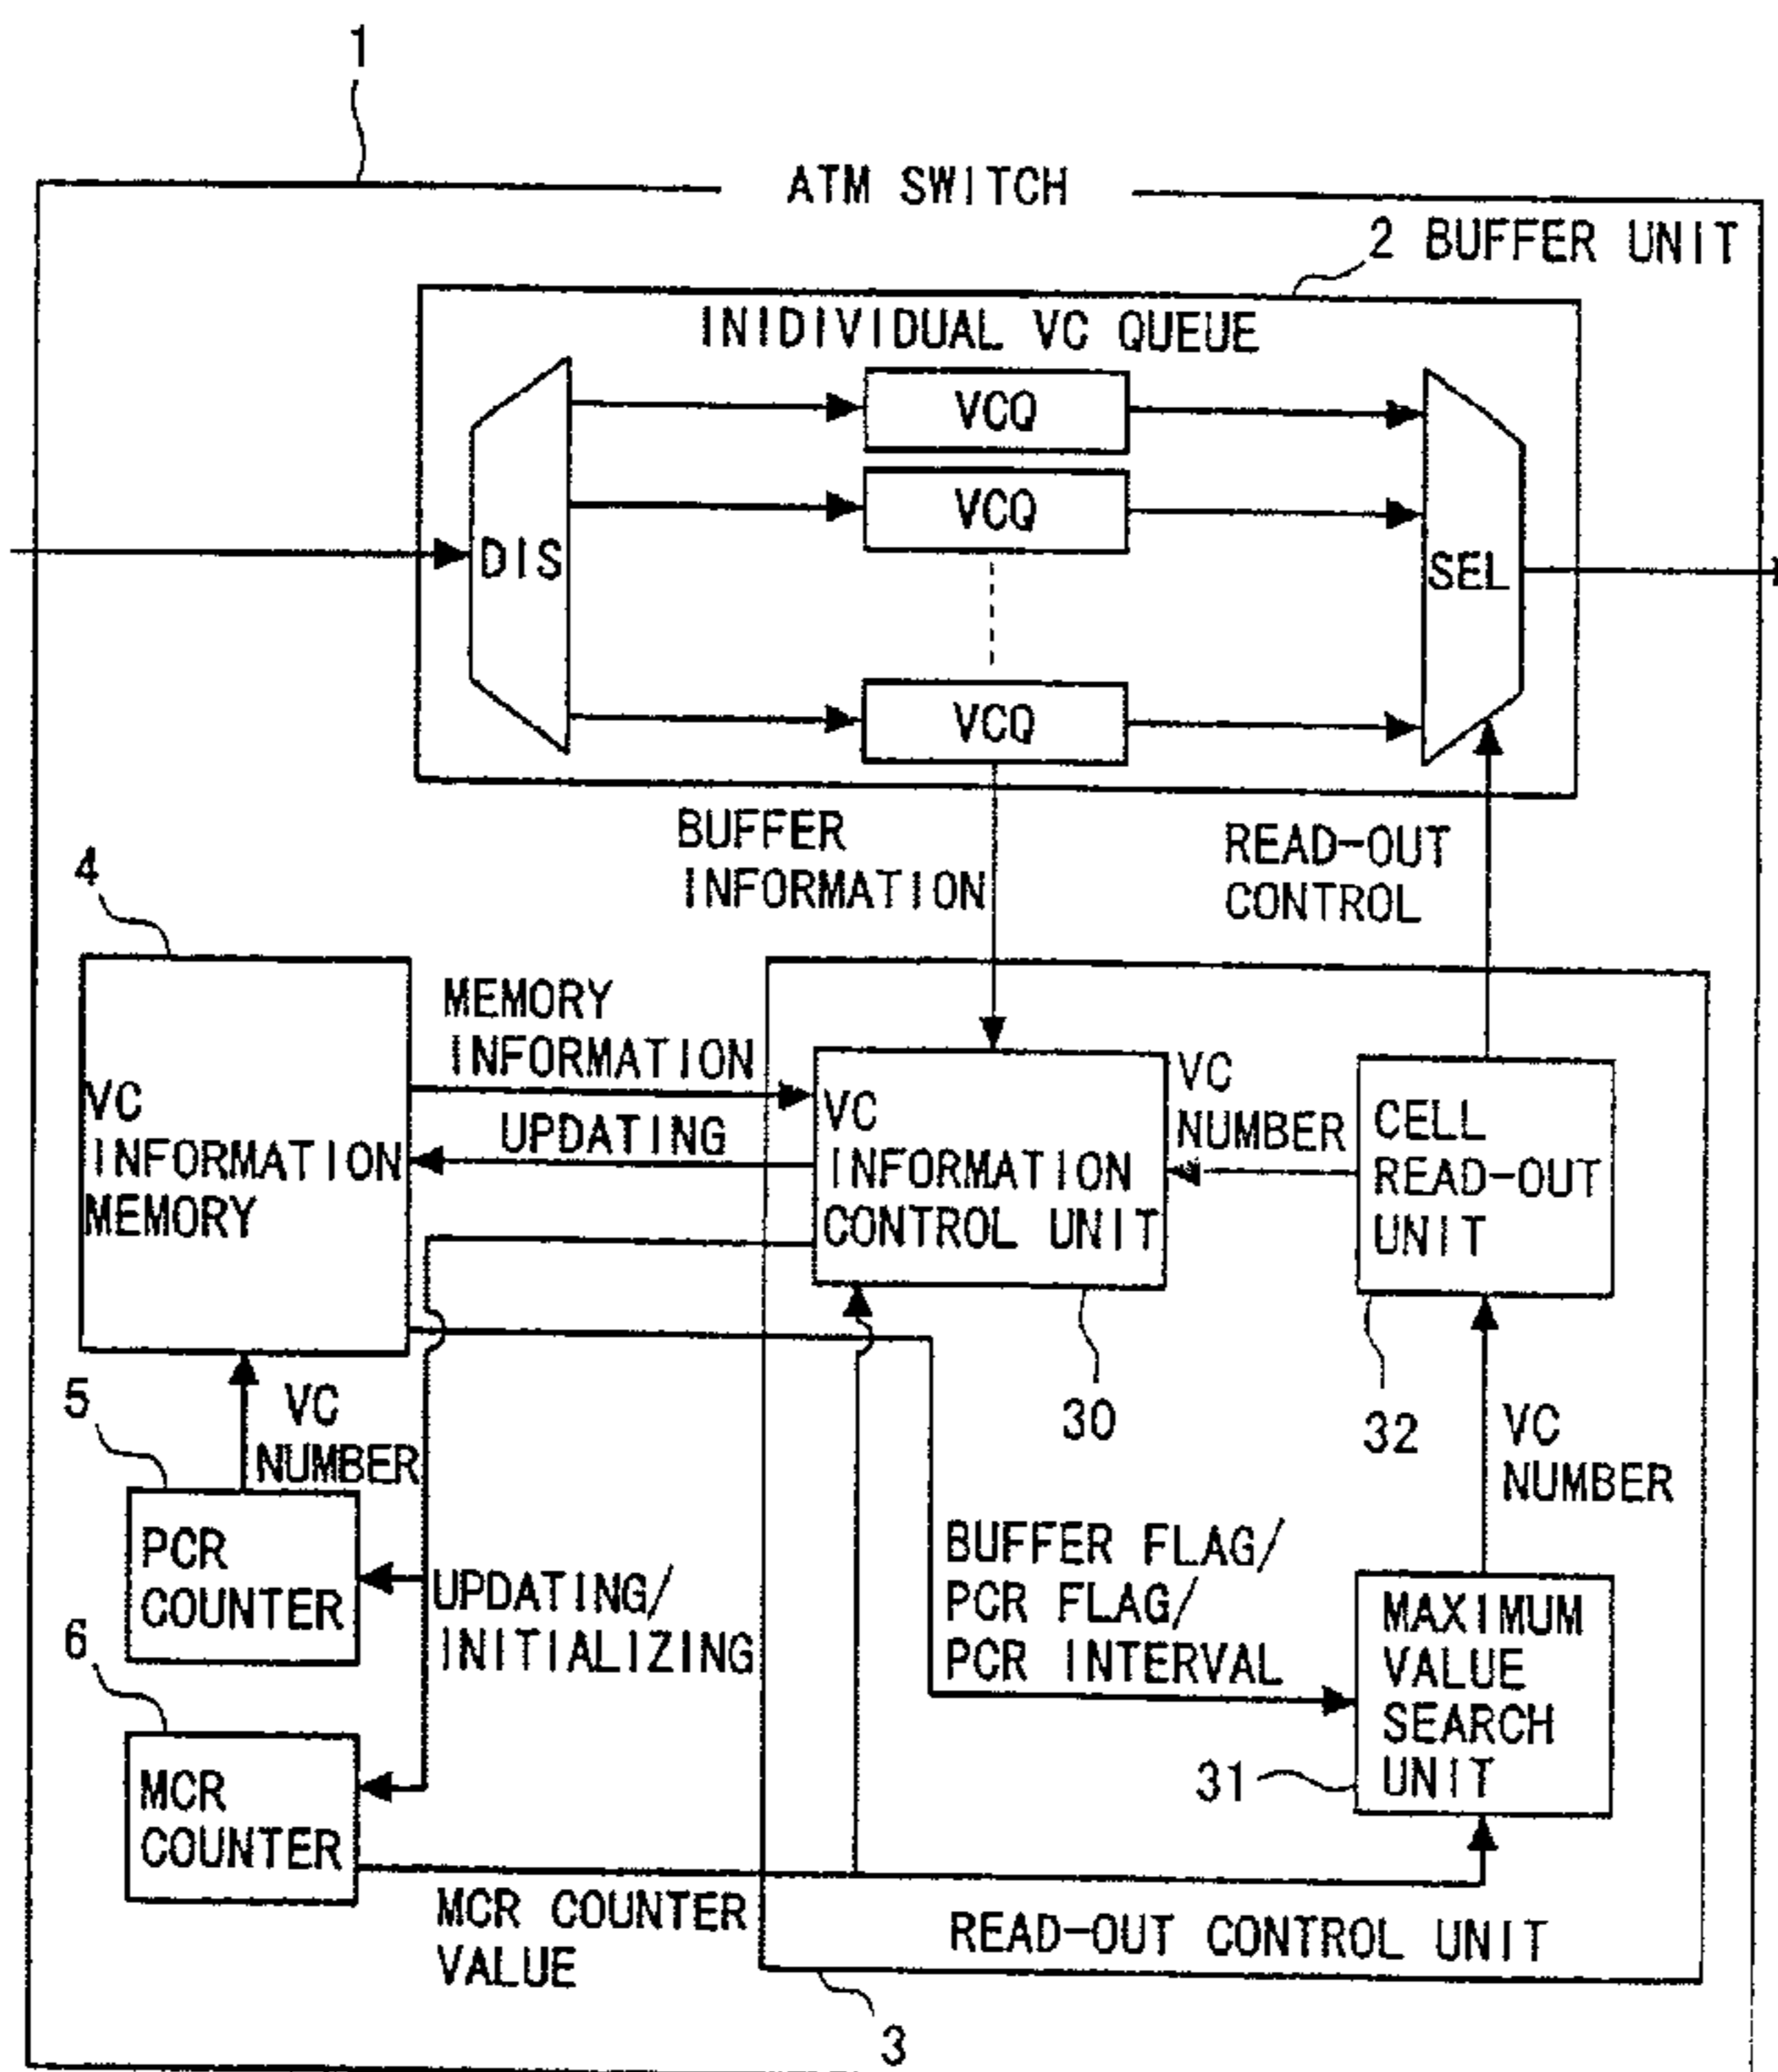 1
ATM SWITCH
2 BUFFER UNIT
INIDIVIDUAL VC QUEUE
VCQ
VCQ
DIS
SEL
VCQ
BUFFER
INFORMATION
READ-OUT
CONTROL
4
MEMORY
INFORMATION
UPDATING
VC
INFORMATION
MEMORY
VC
INFORMATION
CONTROL UNIT
VC
NUMBER
CELL
READ-OUT
UNIT
30
32
5
VC
NUMBER
VC
NUMBER
PCR
COUNTER
UPDATING/
INITIALIZING
BUFFER FLAG/
PCR FLAG/
PCR INTERVAL
MAXIMUM
VALUE
SEARCH
UNIT
31
6
MCR
COUNTER
MCR COUNTER
VALUE
READ-OUT CONTROL UNIT
3